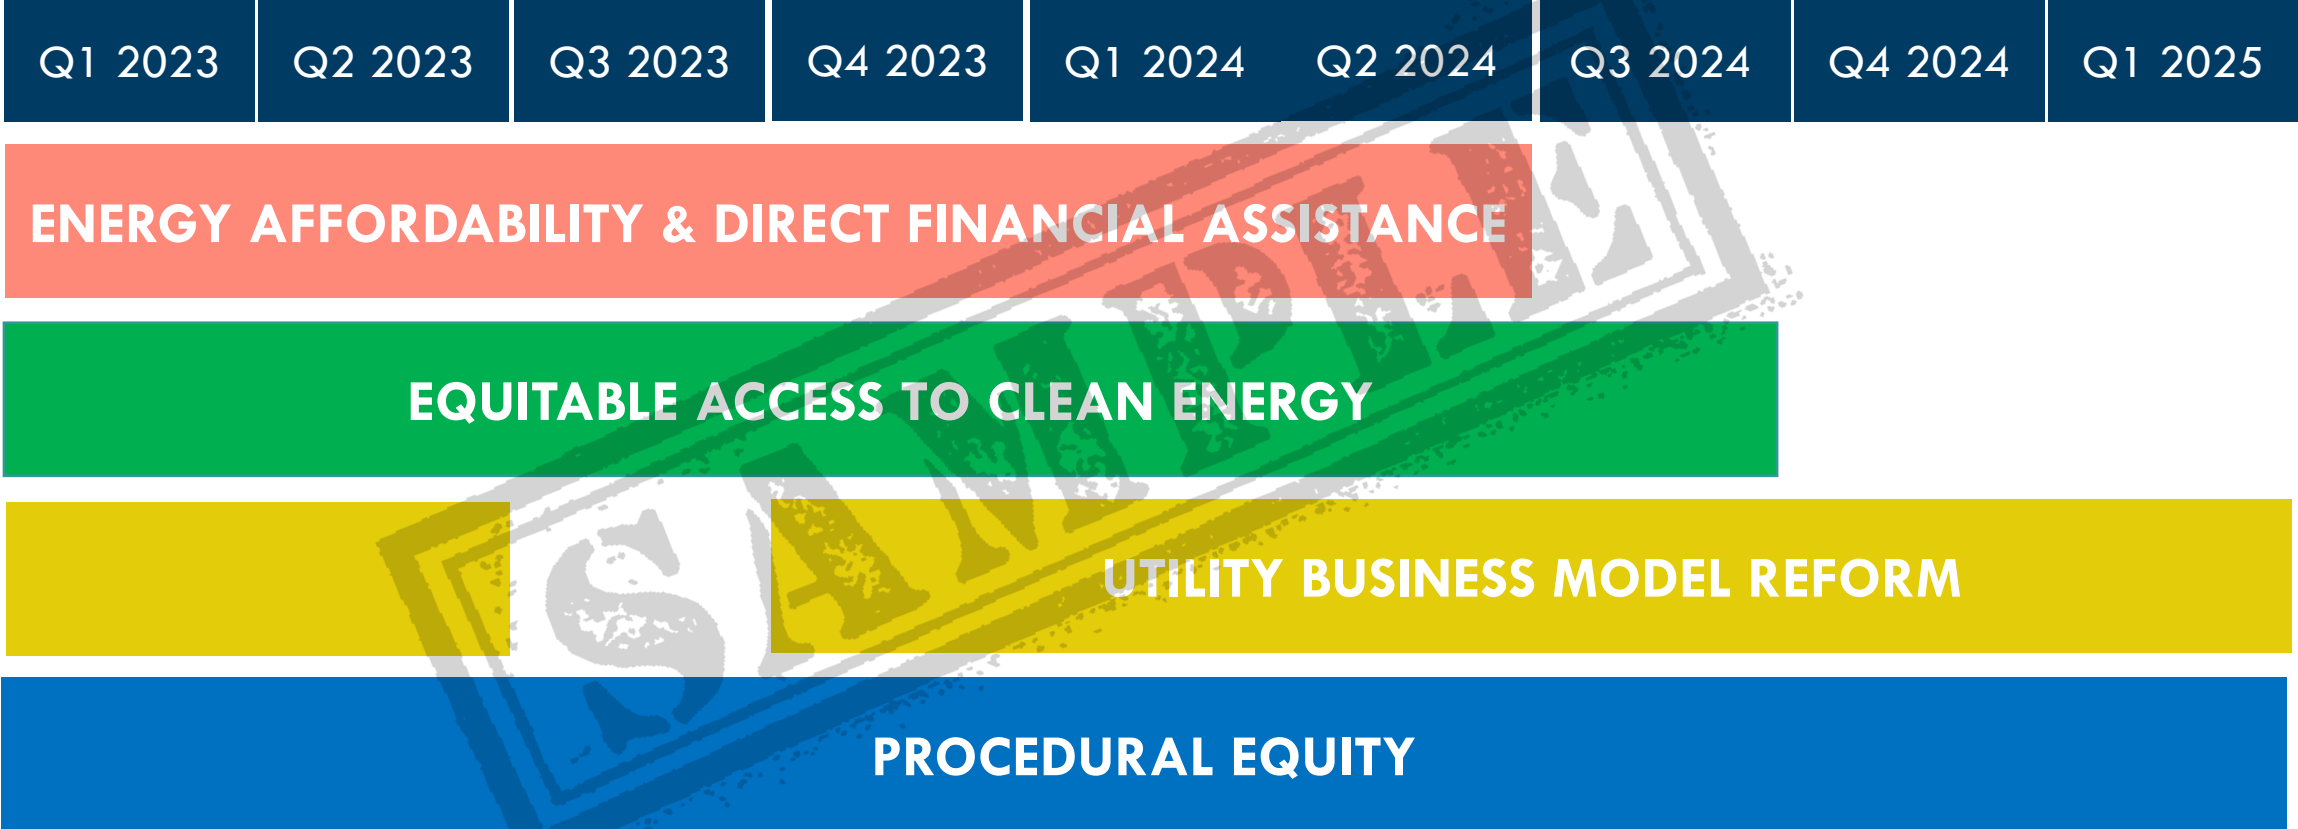 Q1 2023 Q2 2023 Q3 2023 Q4 2023 Q1 2024 Q2 2024 Q3 2024 Q4 2024 Q1 2025
ENERGY AFFORDABILITY & DIRECT FINANCIAL ASSISTANCE
EQUITABLE ACCESS TO CLEAN ENERGY
UTILITY BUSINESS MODEL REFORM
PROCEDURAL EQUITY
SAMPLE